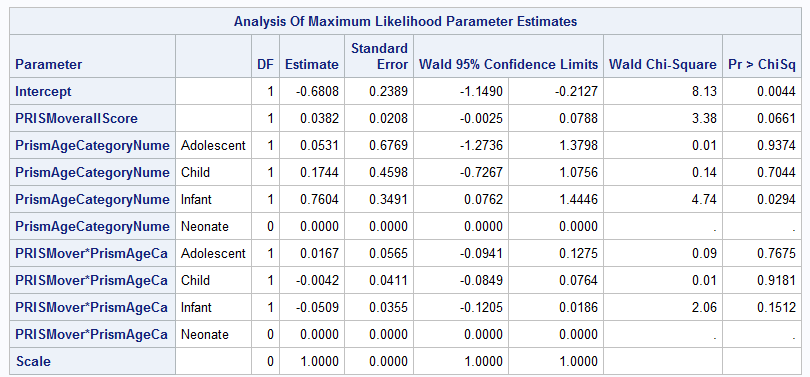 Analysis Of Maximum Likelihood Parameter Estimates
Parameter DF Estimate Standard Error Wald 95% Confidence Limits Wald Chi-Square Pr > ChiSq
Intercept 1 -0.6808 0.2389 -1.1490 -0.2127 8.13 0.0044
PRISMoverallScore 1 0.0382 0.0208 -0.0025 0.0788 3.38 0.0661
PrismAgeCategoryNume Adolescent 1 0.0531 0.6769 -1.2736 1.3798 0.01 0.9374
PrismAgeCategoryNume Child 1 0.1744 0.4598 -0.7267 1.0756 0.14 0.7044
PrismAgeCategoryNume Infant 1 0.7604 0.3491 0.0762 1.4446 4.74 0.0294
PrismAgeCategoryNume Neonate 0 0.0000 0.0000 0.0000 0.0000 . .
PRISMover*PrismAgeCa Adolescent 1 0.0167 0.0565 -0.0941 0.1275 0.09 0.7675
PRISMover*PrismAgeCa Child 1 -0.0042 0.0411 -0.0849 0.0764 0.01 0.9181
PRISMover*PrismAgeCa Infant 1 -0.0509 0.0355 -0.1205 0.0186 2.06 0.1512
PRISMover*PrismAgeCa Neonate 0 0.0000 0.0000 0.0000 0.0000 . .
Scale 0 1.0000 0.0000 1.0000 1.0000